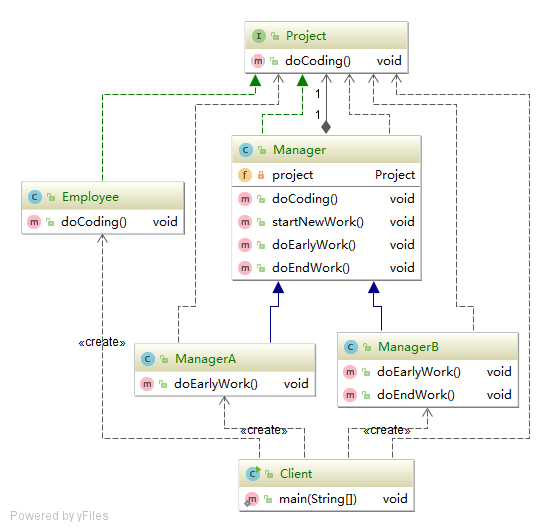 I Project
m doCoding() void
1
1
C Manager
f project Project
m doCoding() void
m startNewWork() void
m doEarlyWork() void
m doEndWork() void
C Employee
m doCoding() void
«create»
C ManagerA
m doEarlyWork() void
C ManagerB
m doEarlyWork() void
m doEndWork() void
«create» «create»
C Client
m main(String[]) void
Powered by yFiles